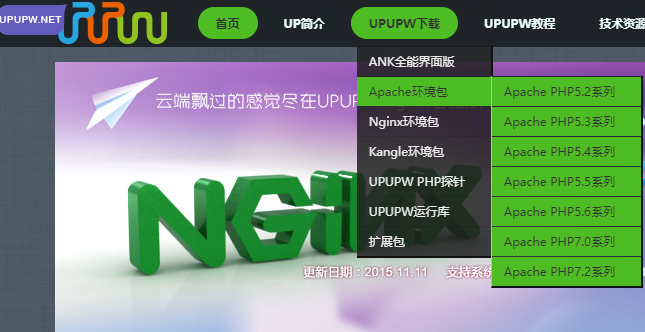 UPUPW.NET
UPUPW
首页 UP简介 UPUPW下载 UPUPW教程 技术资源
ANK全能界面版
Apache环境包
Nginx环境包
Kangle环境包
UPUPW PHP探针
UPUPW运行库
扩展包
Apache PHP5.2系列
Apache PHP5.3系列
Apache PHP5.4系列
Apache PHP5.5系列
Apache PHP5.6系列
Apache PHP7.0系列
Apache PHP7.2系列
云端飘过的感觉尽在UPUP
NGINX
更新日期：2015.11.11 支持系统